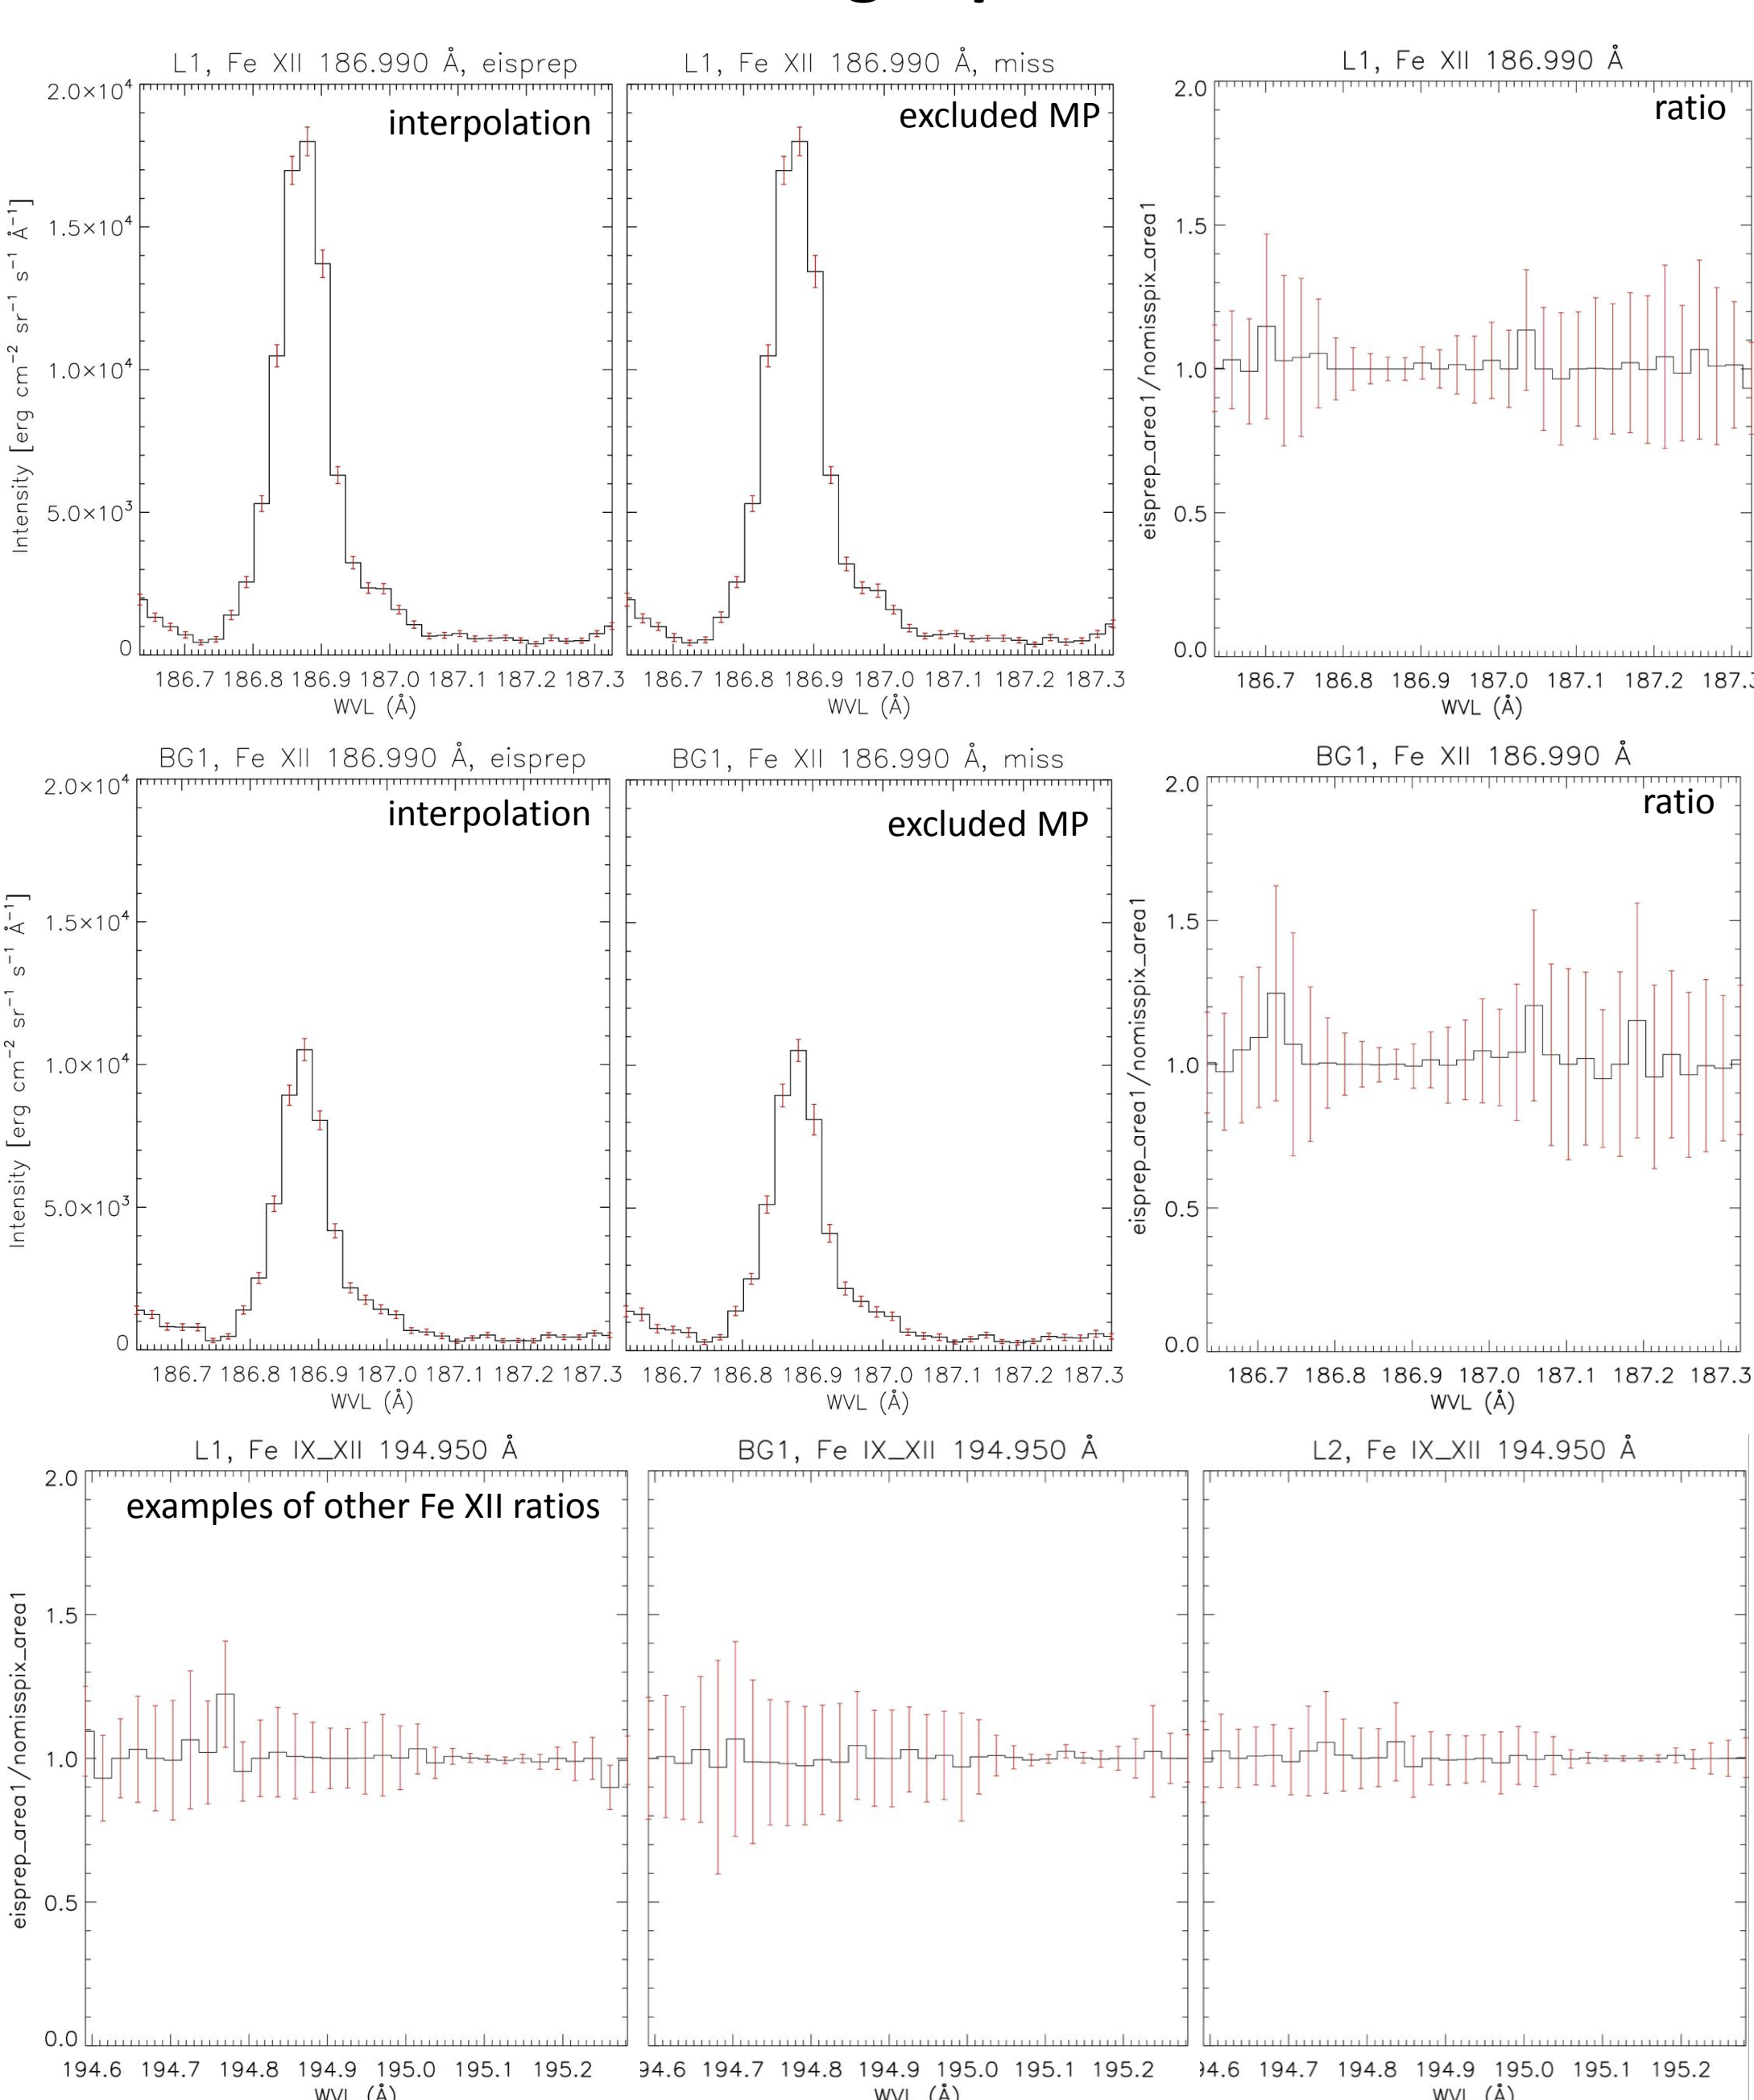 L1, Fe XII 186.990 Å, eisprep
L1, Fe XII 186.990 Å, miss
L1, Fe XII 186.990 Å
interpolation
excluded MP
ratio
2.0×10⁴
1.5×10⁴
1.0×10⁴
5.0×10³
0
Intensity [erg cm⁻² sr⁻¹ s⁻¹ Å⁻¹]
186.7 186.8 186.9 187.0 187.1 187.2 187.3
WVL (Å)
186.7 186.8 186.9 187.0 187.1 187.2 187.3
WVL (Å)
2.0
1.5
1.0
0.5
0.0
eisprep_area1/nomisspix_area1
186.7 186.8 186.9 187.0 187.1 187.2 187.3
WVL (Å)
BG1, Fe XII 186.990 Å, eisprep
BG1, Fe XII 186.990 Å, miss
BG1, Fe XII 186.990 Å
interpolation
excluded MP
ratio
2.0×10⁴
1.5×10⁴
1.0×10⁴
5.0×10³
0
Intensity [erg cm⁻² sr⁻¹ s⁻¹ Å⁻¹]
186.7 186.8 186.9 187.0 187.1 187.2 187.3
WVL (Å)
186.7 186.8 186.9 187.0 187.1 187.2 187.3
WVL (Å)
2.0
1.5
1.0
0.5
0.0
eisprep_area1/nomisspix_area1
186.7 186.8 186.9 187.0 187.1 187.2 187.3
WVL (Å)
L1, Fe IX_XII 194.950 Å
BG1, Fe IX_XII 194.950 Å
L2, Fe IX_XII 194.950 Å
examples of other Fe XII ratios
2.0
1.5
1.0
0.5
0.0
eisprep_area1/nomisspix_area1
194.6 194.7 194.8 194.9 195.0 195.1 195.2
WVL (Å)
94.6 194.7 194.8 194.9 195.0 195.1 195.2
WVL (Å)
94.6 194.7 194.8 194.9 195.0 195.1 195.2
WVL (Å)